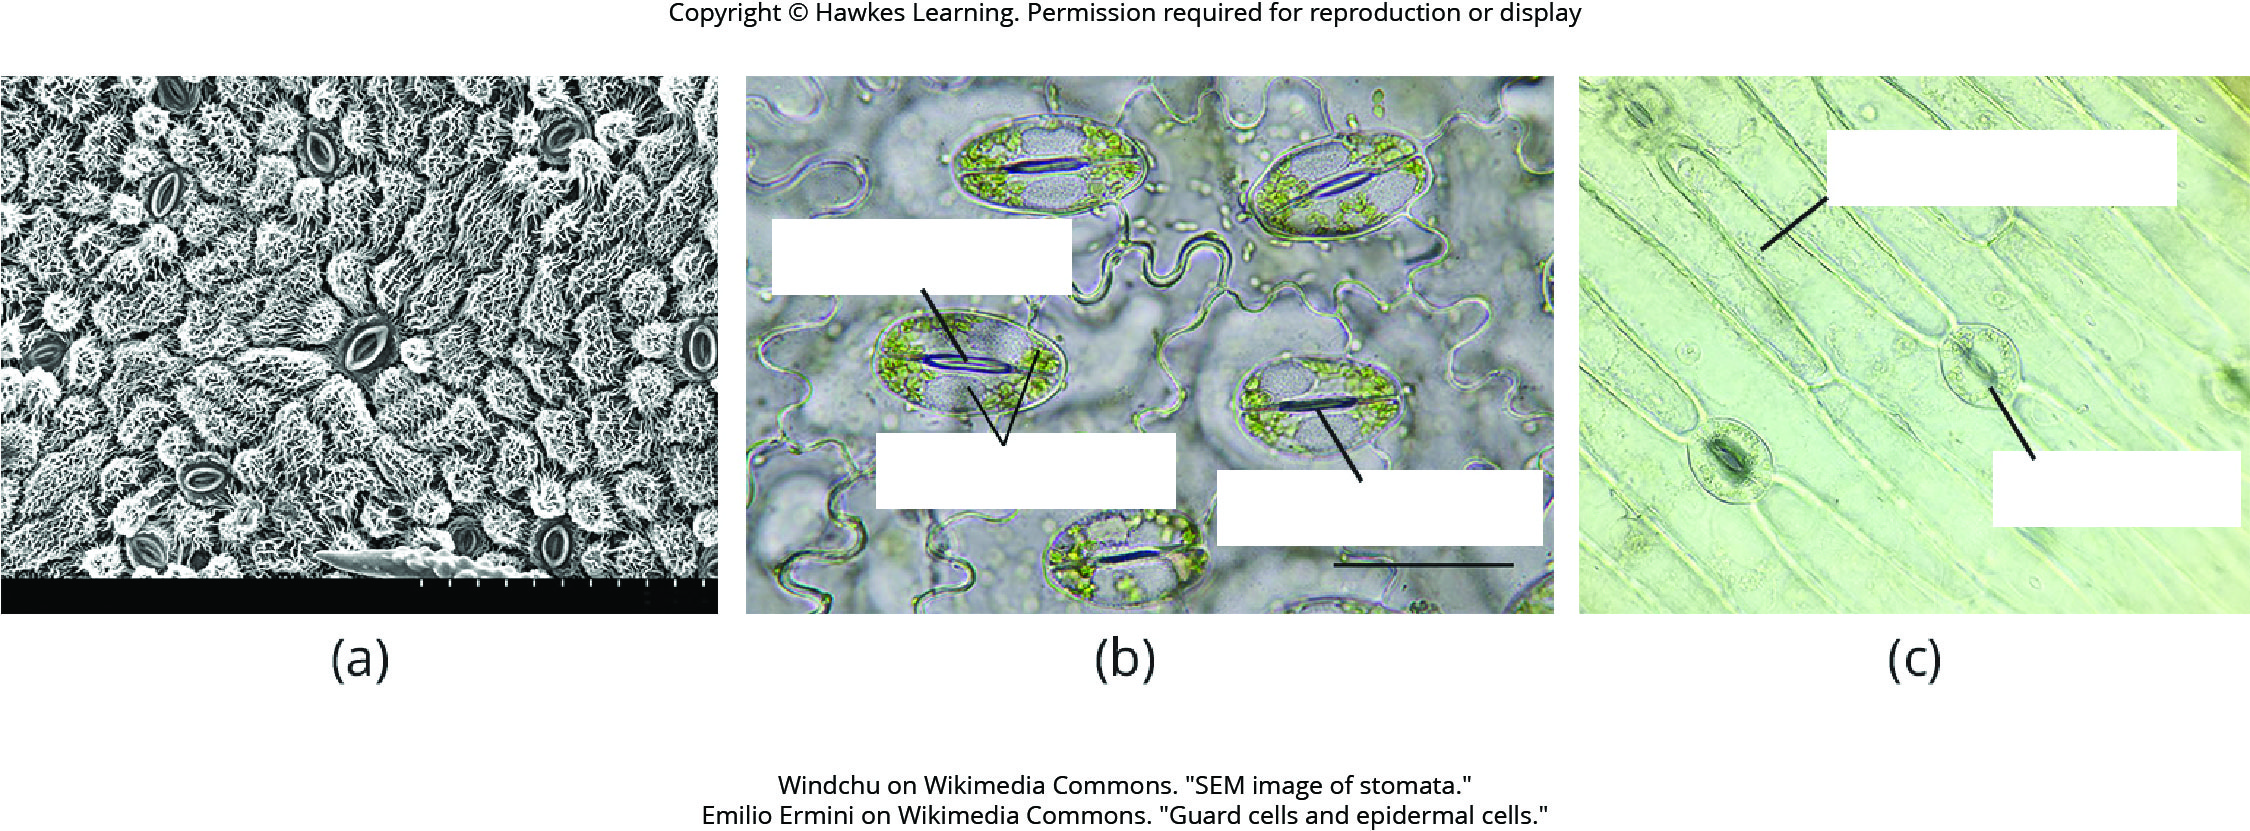 Copyright © Hawkes Learning. Permission required for reproduction or display
(a)
(b)
(c)
Windchu on Wikimedia Commons. "SEM image of stomata."
Emilio Ermini on Wikimedia Commons. "Guard cells and epidermal cells."